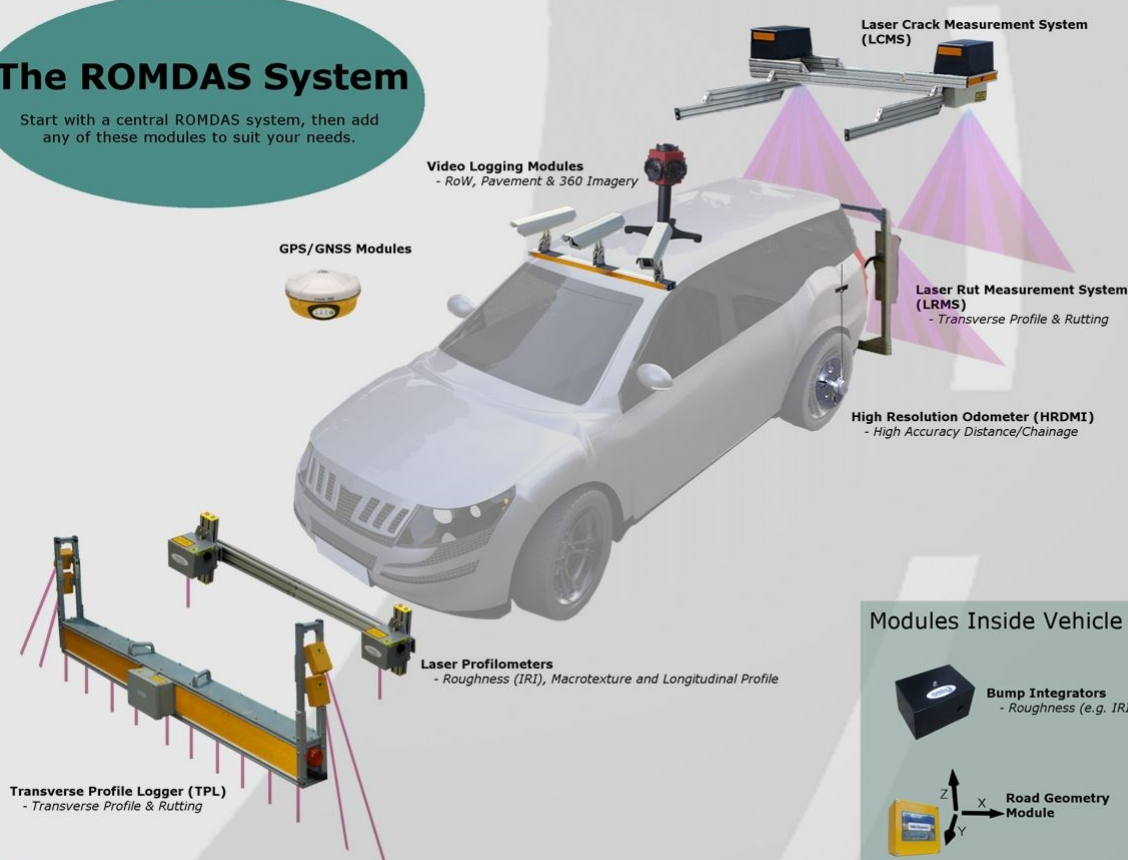 The ROMDAS System
Start with a central ROMDAS system, then add
any of these modules to suit your needs.
Laser Crack Measurement System
(LCMS)
Video Logging Modules
- RoW, Pavement & 360 Imagery
GPS/GNSS Modules
Laser Rut Measurement System
(LRMS)
- Transverse Profile & Rutting
High Resolution Odometer (HRDMI)
- High Accuracy Distance/Chainage
Laser Profilometers
- Roughness (IRI), Macrotexture and Longitudinal Profile
Transverse Profile Logger (TPL)
- Transverse Profile & Rutting
Modules Inside Vehicle
Bump Integrators
- Roughness (e.g. IRI
Road Geometry
Module
Z
X
Y